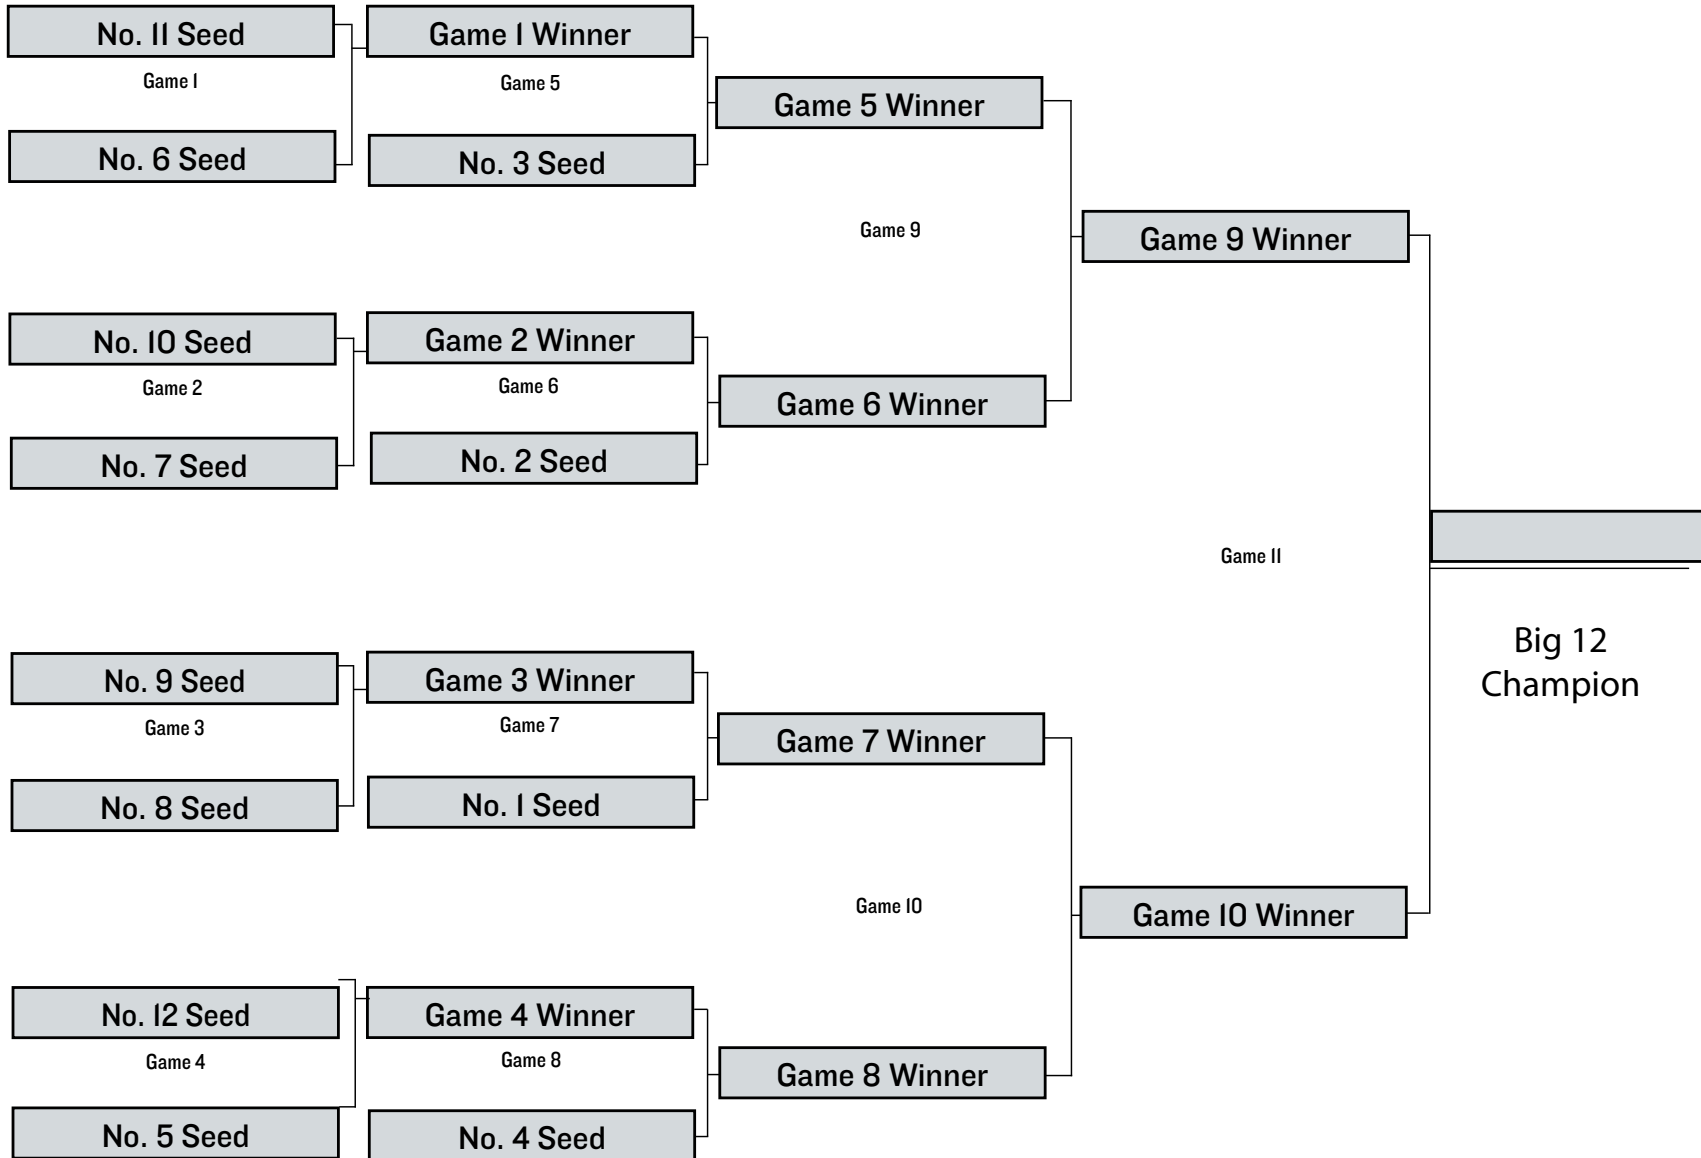 No. 11 Seed
Game 1
No. 6 Seed
Game 1 Winner
Game 5
No. 3 Seed
Game 5 Winner
Game 9
Game 9 Winner
No. 10 Seed
Game 2
No. 7 Seed
Game 2 Winner
Game 6
No. 2 Seed
Game 6 Winner
Game 11
Big 12
Champion
No. 9 Seed
Game 3
No. 8 Seed
Game 3 Winner
Game 7
No. 1 Seed
Game 7 Winner
Game 10
Game 10 Winner
No. 12 Seed
Game 4
No. 5 Seed
Game 4 Winner
Game 8
No. 4 Seed
Game 8 Winner